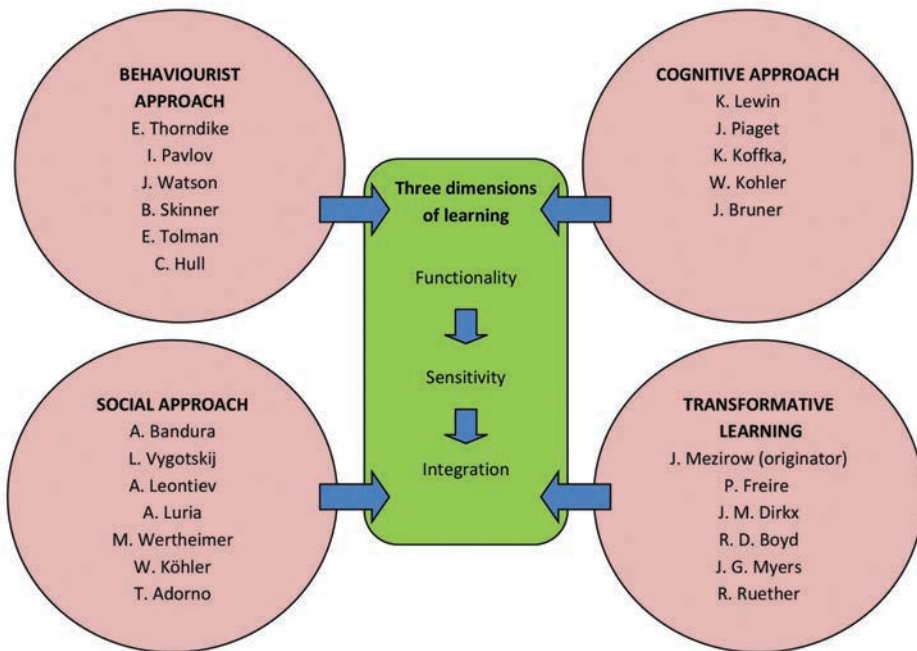 BEHAVIOURIST
APPROACH
E. Thorndike
I. Pavlov
J. Watson
B. Skinner
E. Tolman
C. Hull
COGNITIVE APPROACH
K. Lewin
J. Piaget
K. Koffka,
W. Kohler
J. Bruner
Three dimensions
of learning
Functionality
Sensitivity
Integration
SOCIAL APPROACH
A. Bandura
L. Vygotskij
A. Leontiev
A. Luria
M. Wertheimer
W. Köhler
T. Adorno
TRANSFORMATIVE
LEARNING
J. Mezirow (originator)
P. Freire
J. M. Dirkx
R. D. Boyd
J. G. Myers
R. Ruether